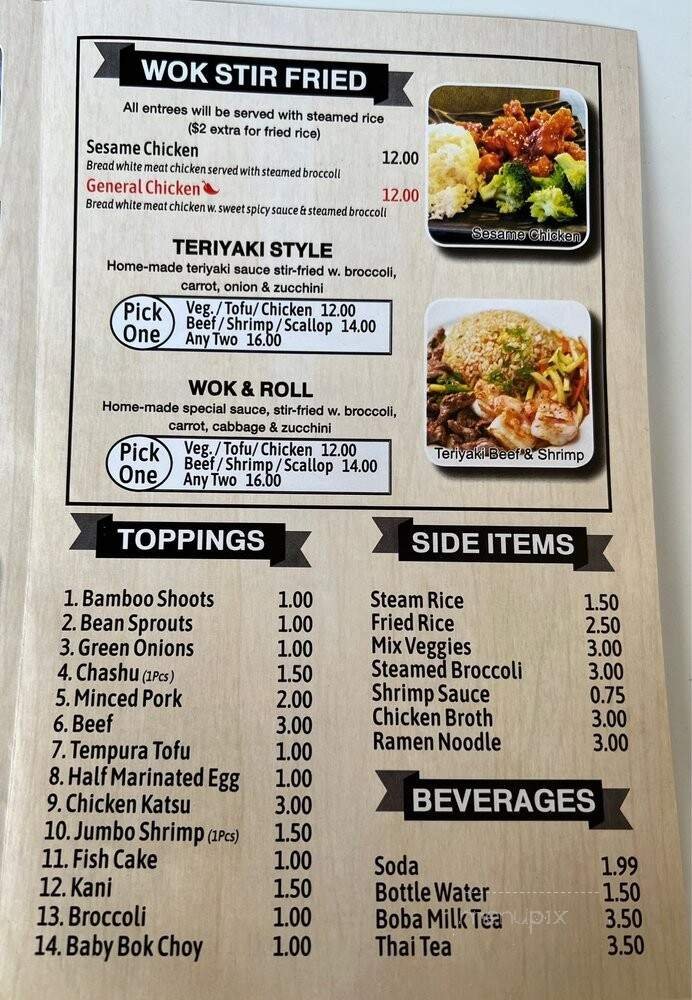 WOK STIR FRIED
All entrees will be served with steamed rice
($2 extra for fried rice)
Sesame Chicken 12.00
Bread white meat chicken served with steamed broccoli
General Chicken 12.00
Bread white meat chicken w. sweet spicy sauce & steamed broccoli
Sesame Chicken
TERIYAKI STYLE
Home-made teriyaki sauce stir-fried w. broccoli,
carrot, onion & zucchini
Pick One
Veg./Tofu/Chicken 12.00
Beef/Shrimp/Scallop 14.00
Any Two 16.00
WOK & ROLL
Home-made special sauce, stir-fried w. broccoli,
carrot, cabbage & zucchini
Pick One
Veg./Tofu/Chicken 12.00
Beef/Shrimp/Scallop 14.00
Any Two 16.00
Teriyaki Beef & Shrimp
TOPPINGS
1. Bamboo Shoots 1.00
2. Bean Sprouts 1.00
3. Green Onions 1.00
4. Chashu (1Pcs) 1.50
5. Minced Pork 2.00
6. Beef 3.00
7. Tempura Tofu 1.00
8. Half Marinated Egg 1.00
9. Chicken Katsu 3.00
10. Jumbo Shrimp (1Pcs) 1.50
11. Fish Cake 1.00
12. Kani 1.50
13. Broccoli 1.00
14. Baby Bok Choy 1.00
SIDE ITEMS
Steam Rice 1.50
Fried Rice 2.50
Mix Veggies 3.00
Steamed Broccoli 3.00
Shrimp Sauce 0.75
Chicken Broth 3.00
Ramen Noodle 3.00
BEVERAGES
Soda 1.99
Bottle Water 1.50
Boba Milk Tea 3.50
Thai Tea 3.50
menupix